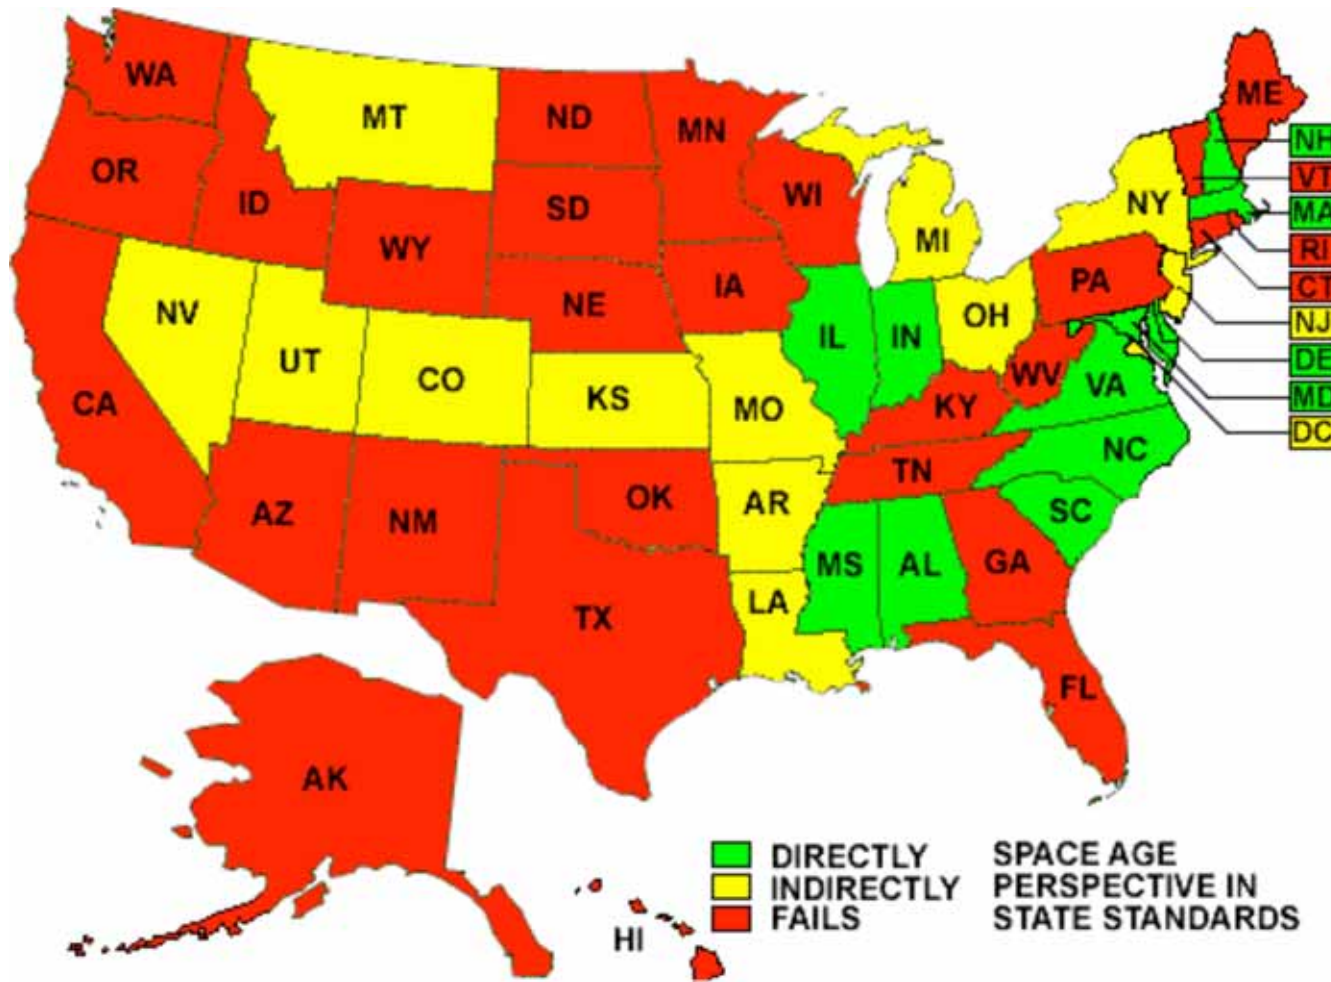 WA
MT
ND
MN
OR
ID
WY
SD
WI
MI
NY
ME
NH
VT
MA
RI
CT
NJ
DE
MD
DC
NV
UT
CO
NE
IA
IL
IN
OH
PA
CA
KS
MO
KY
WV
VA
AZ
NM
OK
AR
TN
NC
SC
TX
LA
MS
AL
GA
FL
AK
HI
DIRECTLY SPACE AGE
INDIRECTLY PERSPECTIVE IN
FAILS STATE STANDARDS